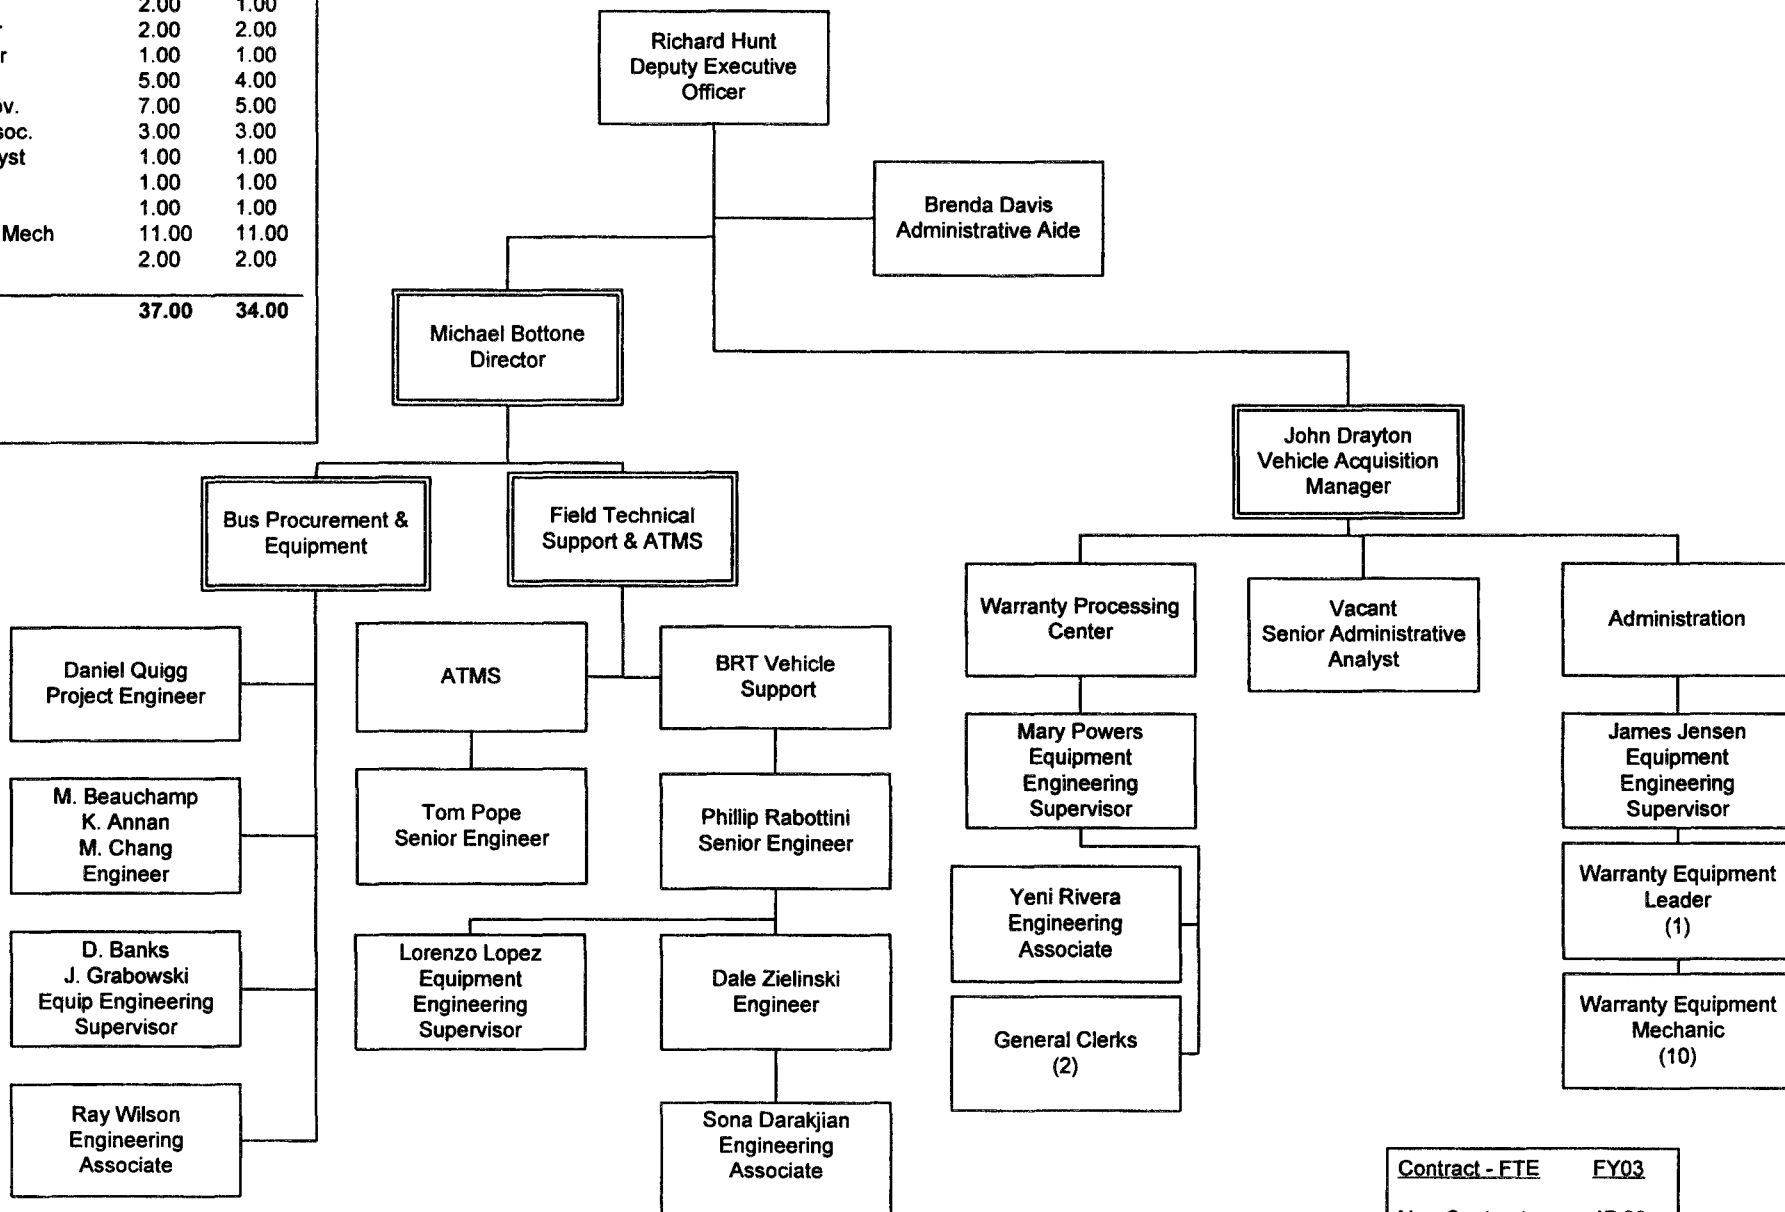 2.00 1.00
2.00 2.00
r 1.00 1.00
5.00 4.00
ov. 7.00 5.00
soc. 3.00 3.00
yst 1.00 1.00
1.00 1.00
1.00 1.00
Mech 11.00 11.00
2.00 2.00
37.00 34.00
Richard Hunt
Deputy Executive
Officer
Brenda Davis
Administrative Aide
Michael Bottone
Director
John Drayton
Vehicle Acquisition
Manager
Bus Procurement &
Equipment
Field Technical
Support & ATMS
Daniel Quigg
Project Engineer
M. Beauchamp
K. Annan
M. Chang
Engineer
D. Banks
J. Grabowski
Equip Engineering
Supervisor
Ray Wilson
Engineering
Associate
ATMS
Tom Pope
Senior Engineer
BRT Vehicle
Support
Phillip Rabottini
Senior Engineer
Lorenzo Lopez
Equipment
Engineering
Supervisor
Dale Zielinski
Engineer
Sona Darakjian
Engineering
Associate
Warranty Processing
Center
Mary Powers
Equipment
Engineering
Supervisor
Yeni Rivera
Engineering
Associate
General Clerks
(2)
Vacant
Senior Administrative
Analyst
Administration
James Jensen
Equipment
Engineering
Supervisor
Warranty Equipment
Leader
(1)
Warranty Equipment
Mechanic
(10)
Contract - FTE FY03